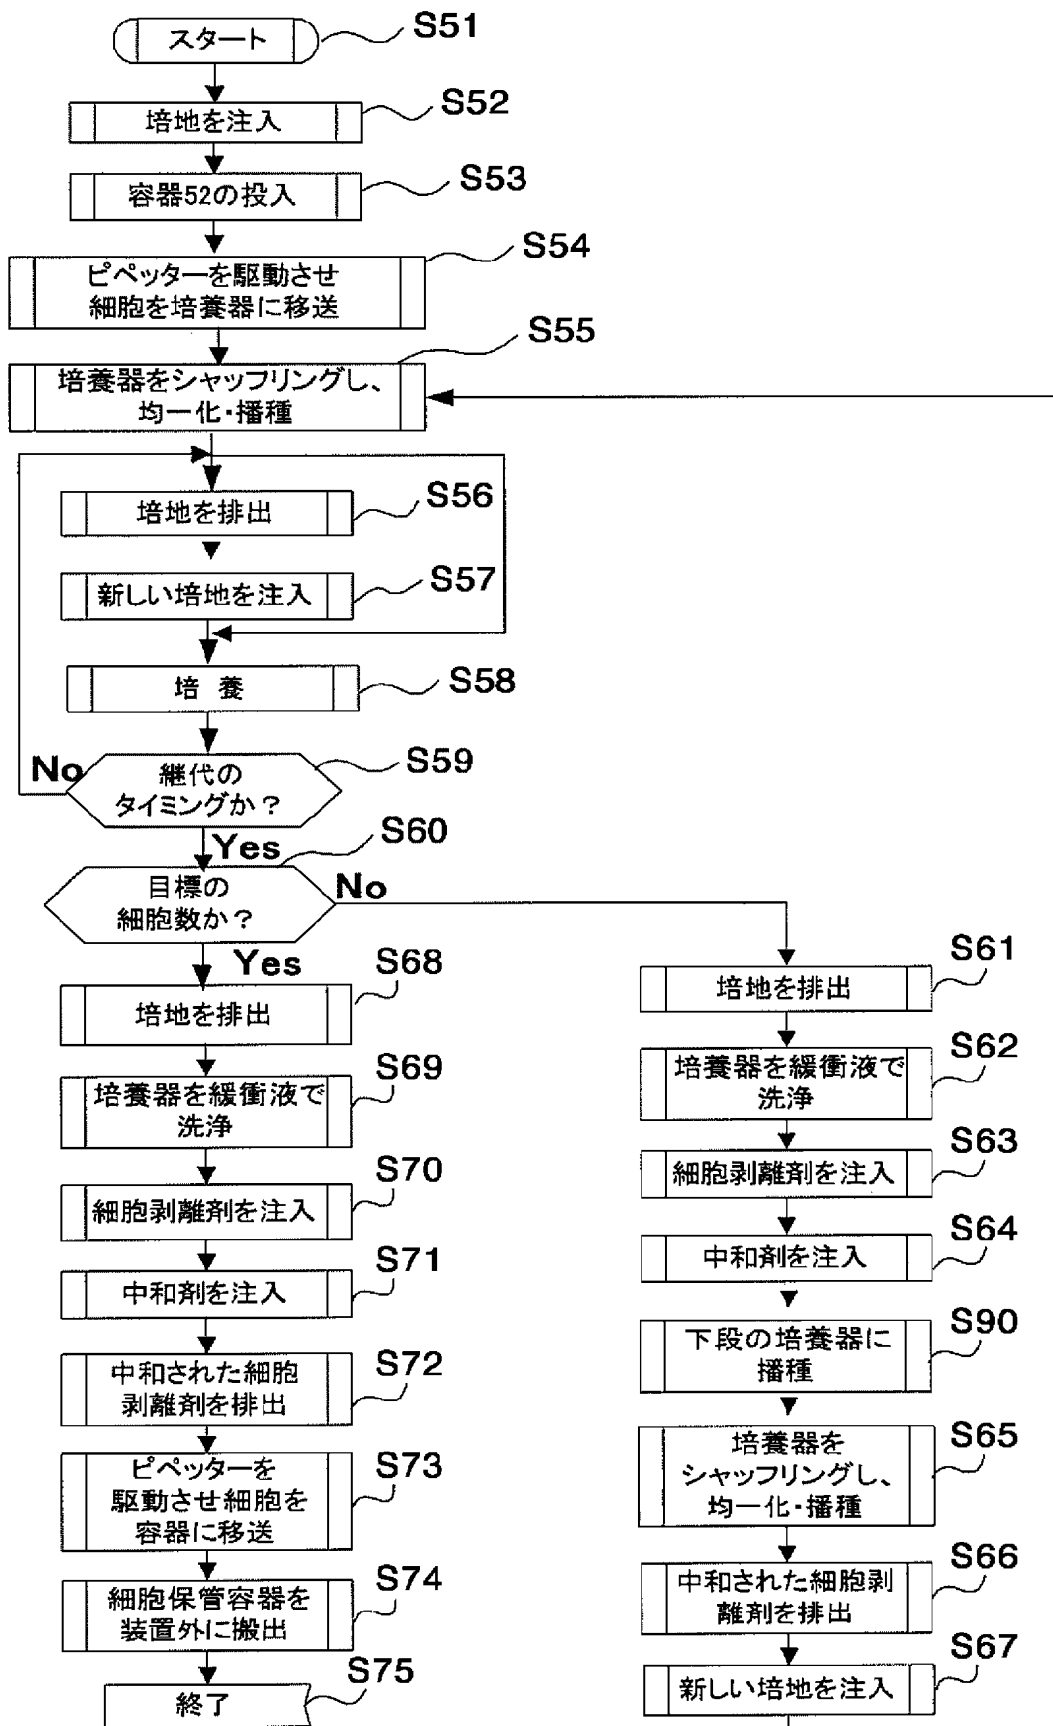 スタート
S51
培地を注入
S52
容器52の投入
S53
ピペッターを駆動させ
細胞を培養器に移送
S54
培養器をシャッフリングし、
均一化・播種
S55
培地を排出
S56
新しい培地を注入
S57
培 養
S58
継代の
タイミングか？
S59
No
Yes
目標の
細胞数か？
S60
No
Yes
培地を排出
S68
培養器を緩衝液で
洗浄
S69
細胞剥離剤を注入
S70
中和剤を注入
S71
中和された細胞
剥離剤を排出
S72
ピペッターを
駆動させ細胞を
容器に移送
S73
細胞保管容器を
装置外に搬出
S74
終了
S75
培地を排出
S61
培養器を緩衝液で
洗浄
S62
細胞剥離剤を注入
S63
中和剤を注入
S64
下段の培養器に
播種
S90
培養器を
シャッフリングし、
均一化・播種
S65
中和された細胞剥
離剤を排出
S66
新しい培地を注入
S67